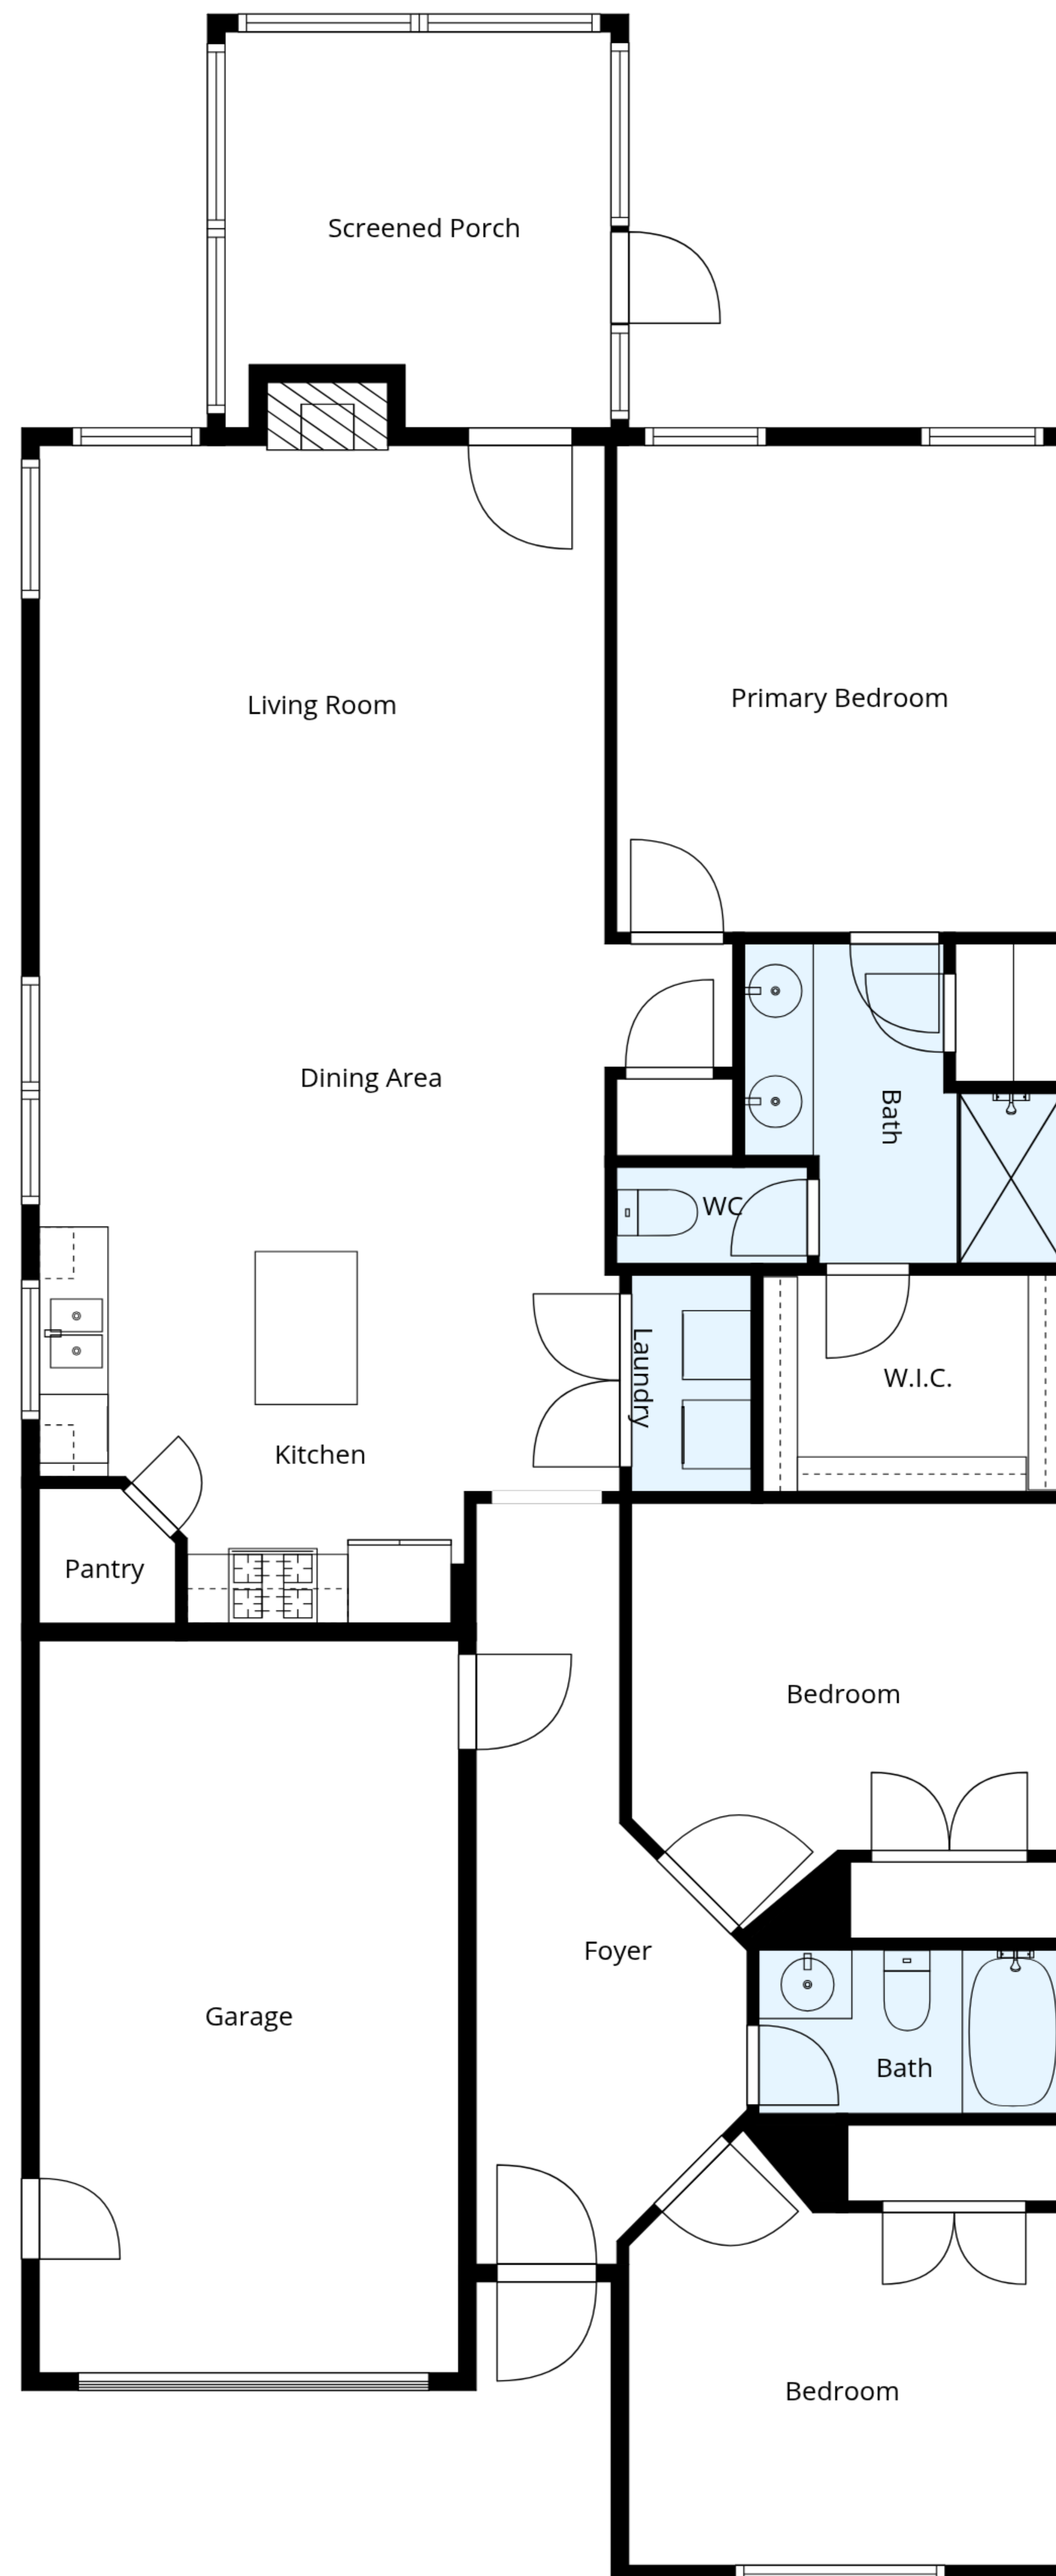 Screened Porch
Living Room
Primary Bedroom
Dining Area
Bath
WC
Laundry
W.I.C.
Kitchen
Pantry
Bedroom
Foyer
Garage
Bath
Bedroom